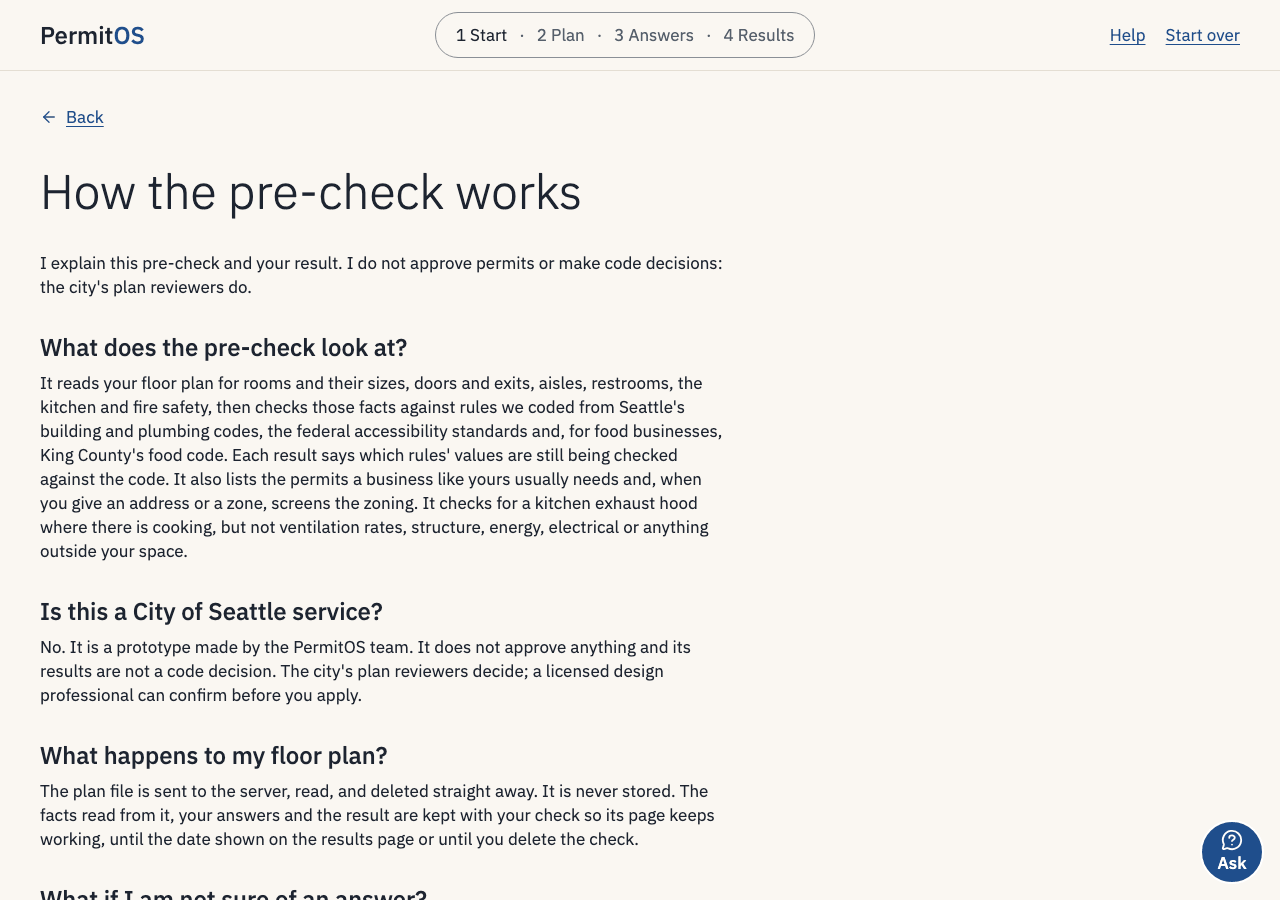 PermitOS
1 Start · 2 Plan · 3 Answers · 4 Results
Help
Start over
Back
How the pre-check works
I explain this pre-check and your result. I do not approve permits or make code decisions:
the city's plan reviewers do.
What does the pre-check look at?
It reads your floor plan for rooms and their sizes, doors and exits, aisles, restrooms, the
kitchen and fire safety, then checks those facts against rules we coded from Seattle's
building and plumbing codes, the federal accessibility standards and, for food businesses,
King County's food code. Each result says which rules' values are still being checked
against the code. It also lists the permits a business like yours usually needs and, when
you give an address or a zone, screens the zoning. It checks for a kitchen exhaust hood
where there is cooking, but not ventilation rates, structure, energy, electrical or anything
outside your space.
Is this a City of Seattle service?
No. It is a prototype made by the PermitOS team. It does not approve anything and its
results are not a code decision. The city's plan reviewers decide; a licensed design
professional can confirm before you apply.
What happens to my floor plan?
The plan file is sent to the server, read, and deleted straight away. It is never stored. The
facts read from it, your answers and the result are kept with your check so its page keeps
working, until the date shown on the results page or until you delete the check.
What if I am not sure of an answer?
Ask